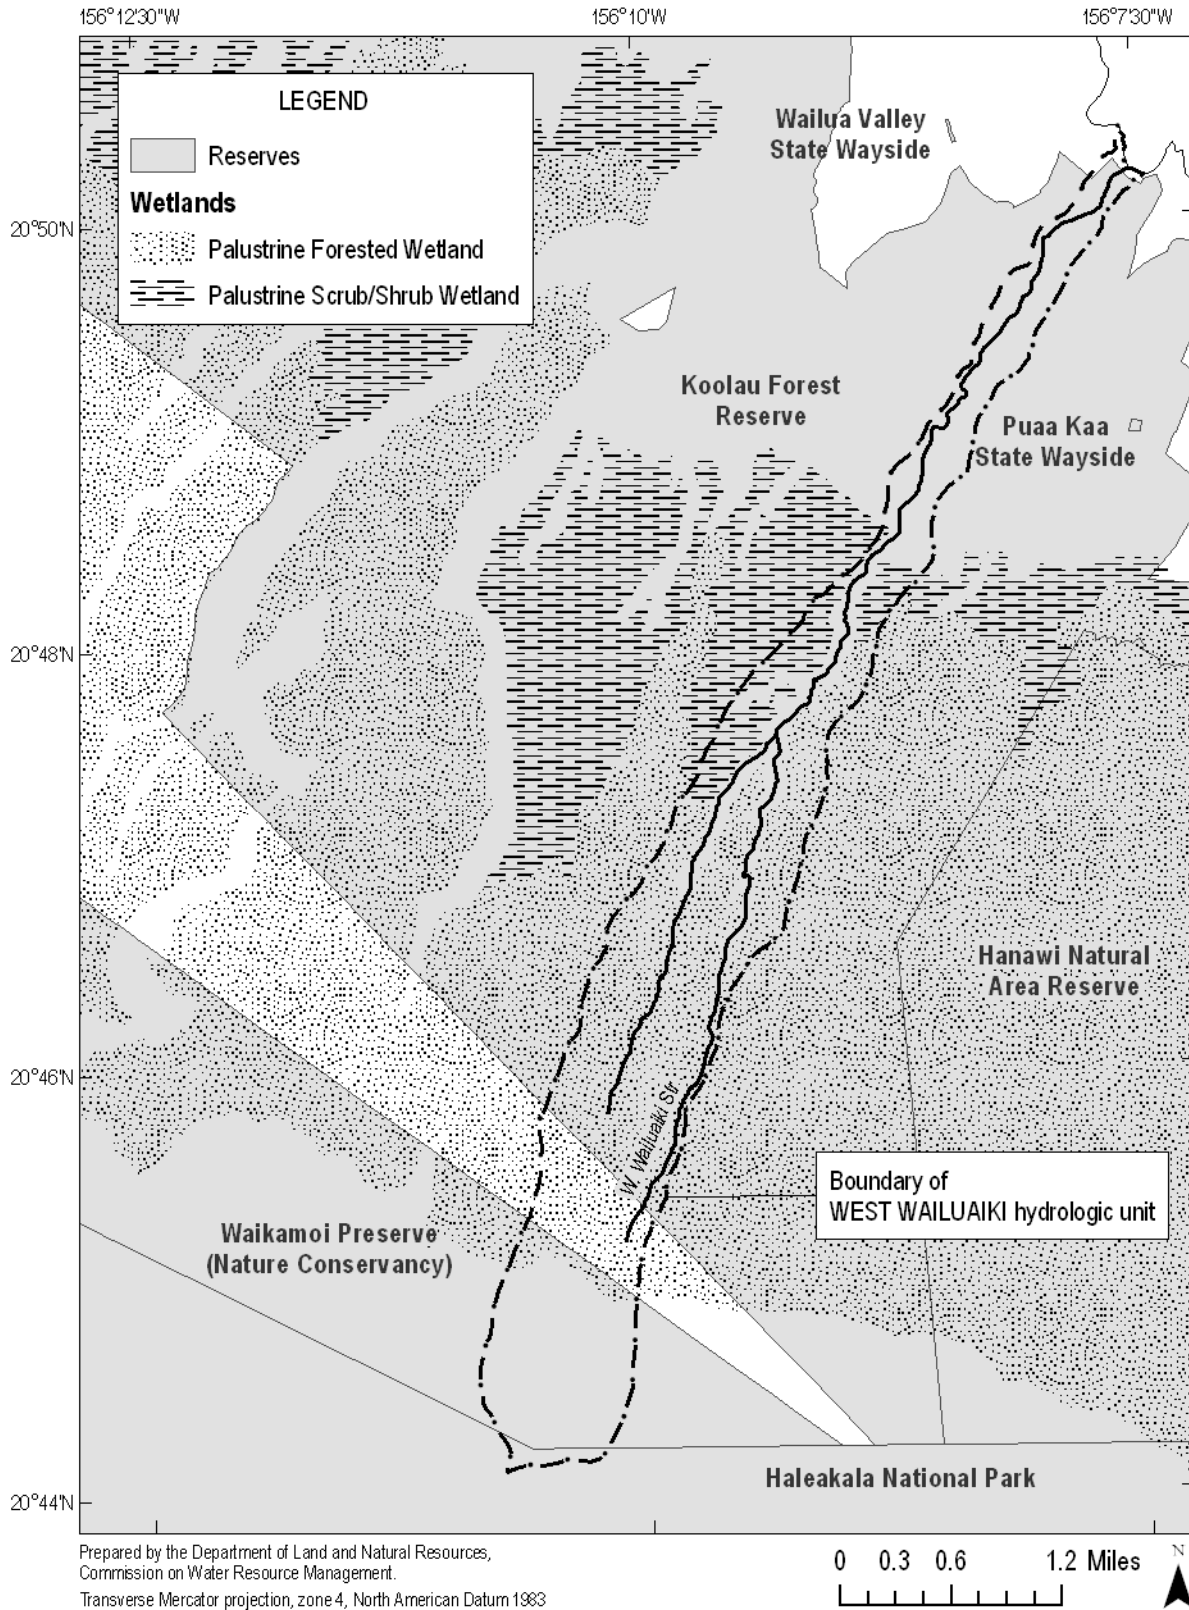 156°12'30"W 156°10'W 156°7'30"W
LEGEND
Reserves
Wetlands
Palustrine Forested Wetland
Palustrine Scrub/Shrub Wetland
Wailua Valley
State Wayside
20°50'N
Koolau Forest
Reserve
Puaa Kaa
State Wayside
20°48'N
Hanawi Natural
Area Reserve
20°46'N
W Wailuaiki Str
Boundary of
WEST WAILUAIKI hydrologic unit
Waikamoi Preserve
(Nature Conservancy)
Haleakala National Park
20°44'N
Prepared by the Department of Land and Natural Resources,
Commission on Water Resource Management.
Transverse Mercator projection, zone 4, North American Datum 1983
0 0.3 0.6 1.2 Miles
N